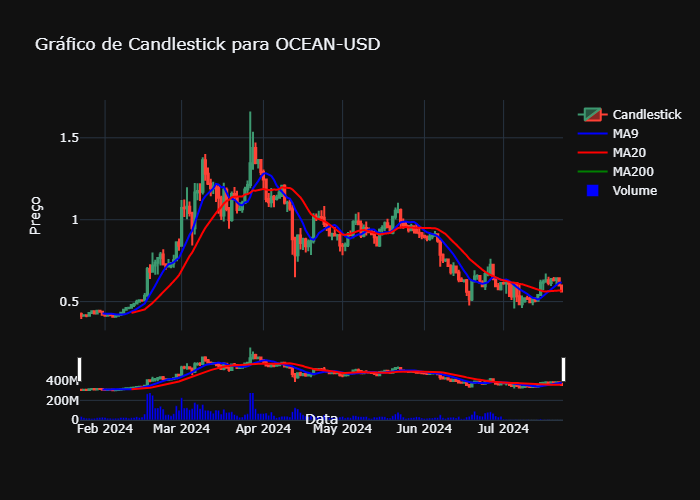 Gráfico de Candlestick para OCEAN-USD
Candlestick
MA9
MA20
MA200
Volume
Preço
1.5
1
0.5
400M
200M
0
Data
Feb 2024 Mar 2024 Apr 2024 May 2024 Jun 2024 Jul 2024